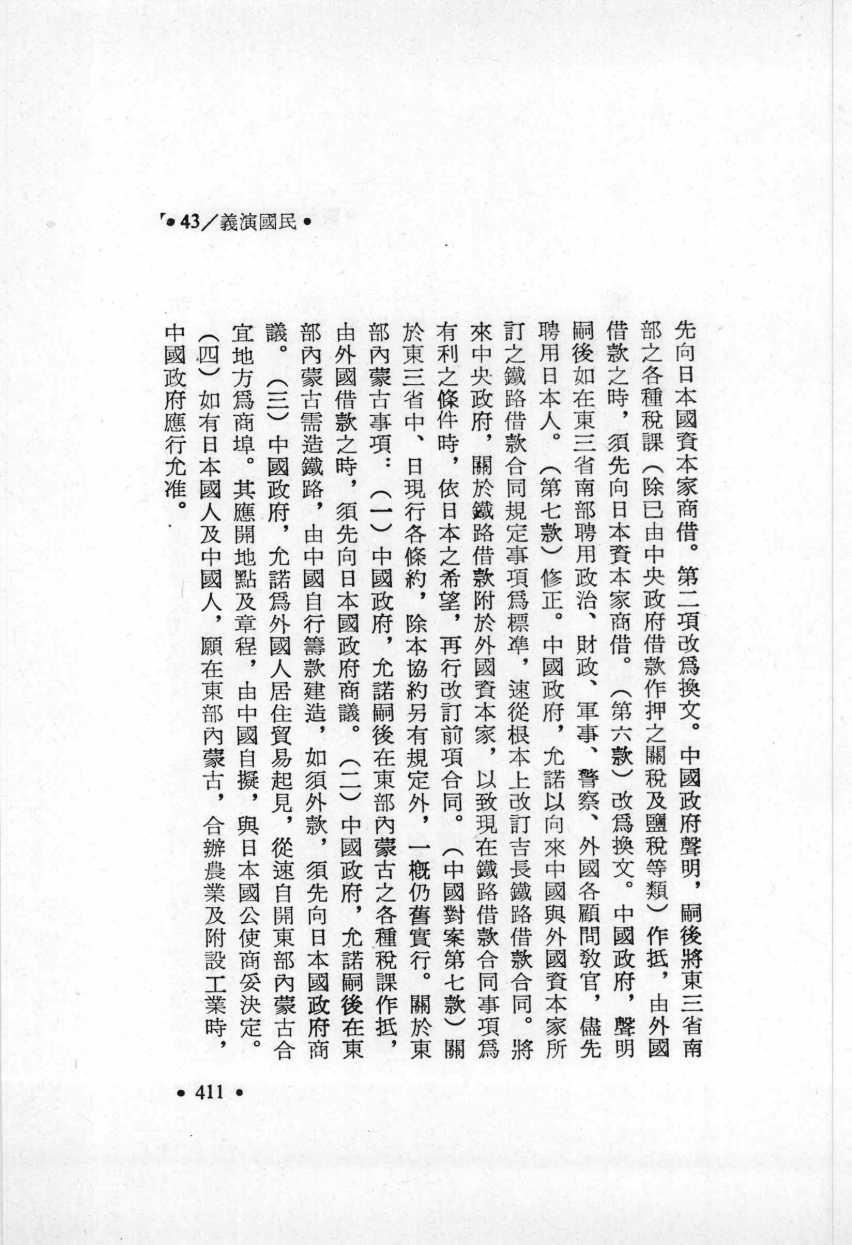 「• 43／義演國民 •
先向日本國資本家商借。第二項改爲換文。中國政府聲明，嗣後將東三省南
部之各種稅課（除已由中央政府借款作押之關稅及鹽稅等類）作抵，由外國
借款之時，須先向日本資本家商借。（第六款）改爲換文。中國政府，聲明
嗣後如在東三省南部聘用政治、財政、軍事、警察、外國各顧問敎官，儘先
聘用日本人。（第七款）修正。中國政府，允諾以向來中國與外國資本家所
訂之鐵路借款合同規定事項爲標準，速從根本上改訂吉長鐵路借款合同。將
來中央政府，關於鐵路借款附於外國資本家，以致現在鐵路借款合同事項爲
有利之條件時，依日本之希望，再行改訂前項合同。（中國對案第七款）關
於東三省中、日現行各條約，除本協約另有規定外，一槪仍舊實行。關於東
部內蒙古事項：（一）中國政府，允諾嗣後在東部內蒙古之各種稅課作抵，
由外國借款之時，須先向日本國政府商議。（二）中國政府，允諾嗣後在東
部內蒙古需造鐵路，由中國自行籌款建造，如須外款，須先向日本國政府商
議。（三）中國政府，允諾爲外國人居住貿易起見，從速自開東部內蒙古合
宜地方爲商埠。其應開地點及章程，由中國自擬，與日本國公使商妥決定。
（四）如有日本國人及中國人，願在東部內蒙古，合辦農業及附設工業時，
中國政府應行允准。
• 411 •